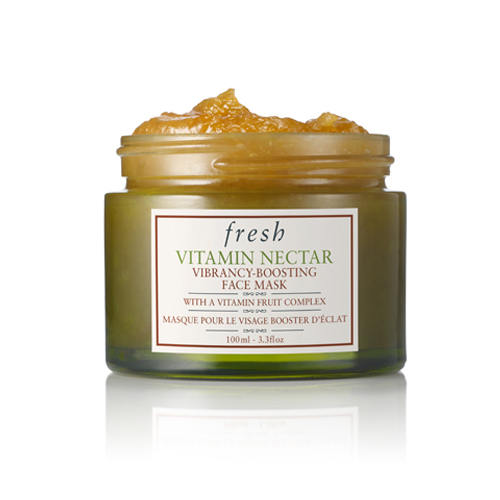 fresh
VITAMIN NECTAR
VIBRANCY-BOOSTING
FACE MASK
WITH A VITAMIN FRUIT COMPLEX
MASQUE POUR LE VISAGE BOOSTER D'ÉCLAT
100ml - 3.3floz